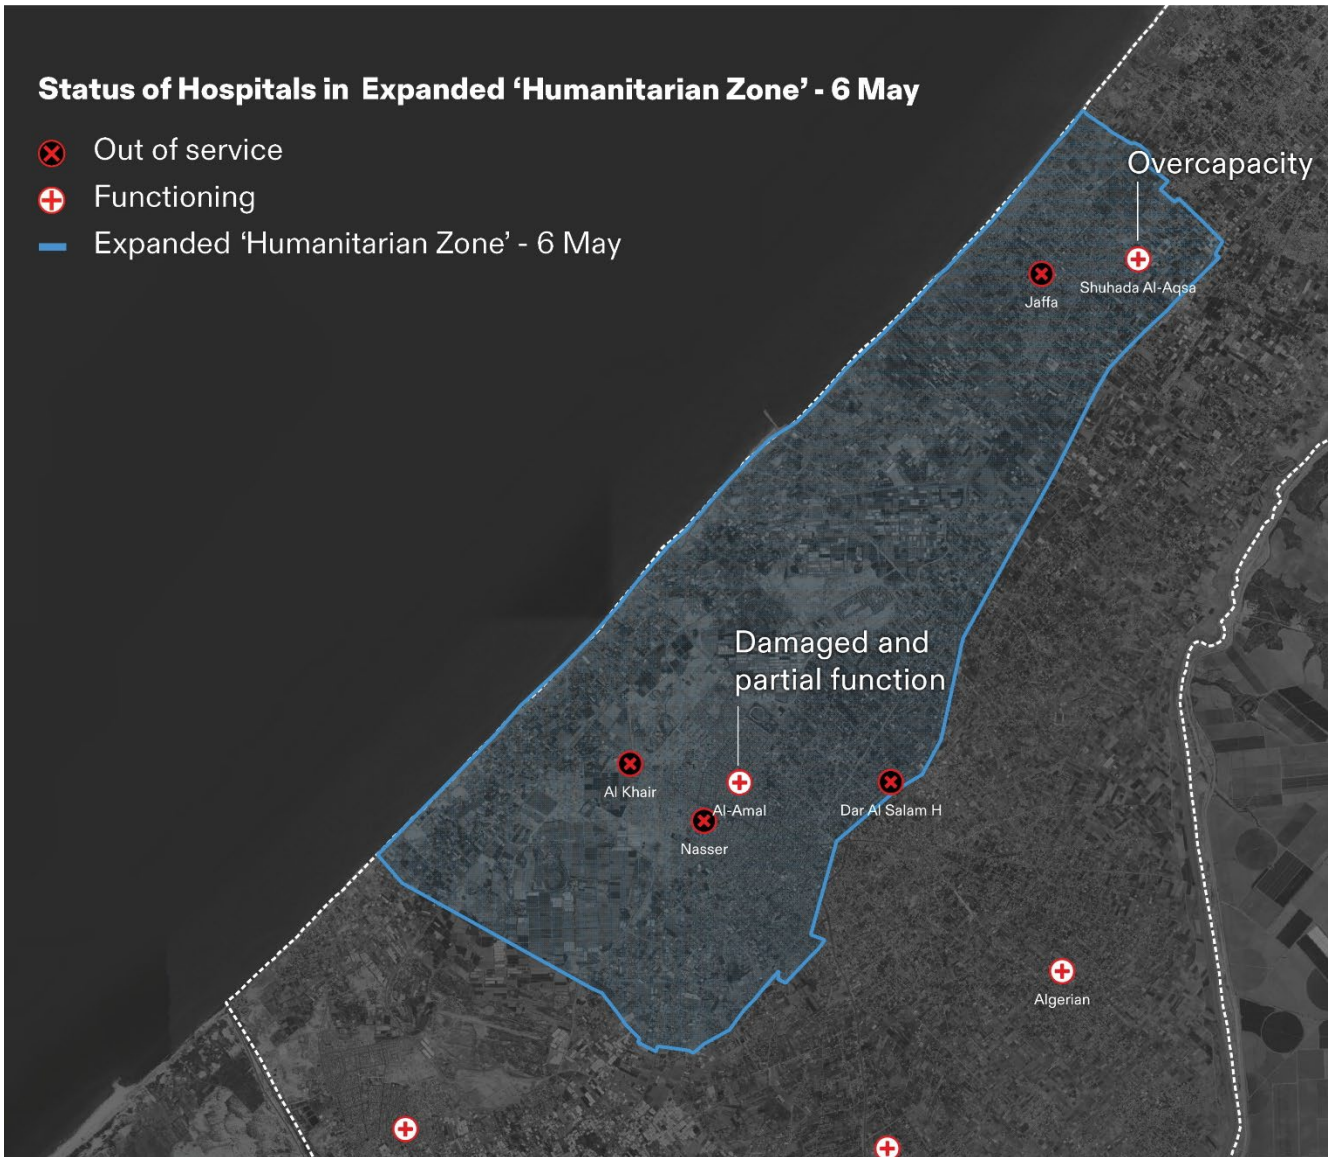 Status of Hospitals in Expanded ‘Humanitarian Zone’ - 6 May
Out of service
Functioning
Expanded ‘Humanitarian Zone’ - 6 May
Overcapacity
Jaffa
Shuhada Al-Aqsa
Damaged and
partial function
Al Khair
Al-Amal
Dar Al Salam H
Nasser
Algerian